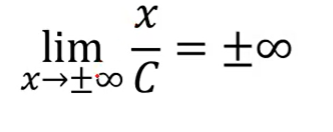 lim x→±∞ x/C = ±∞